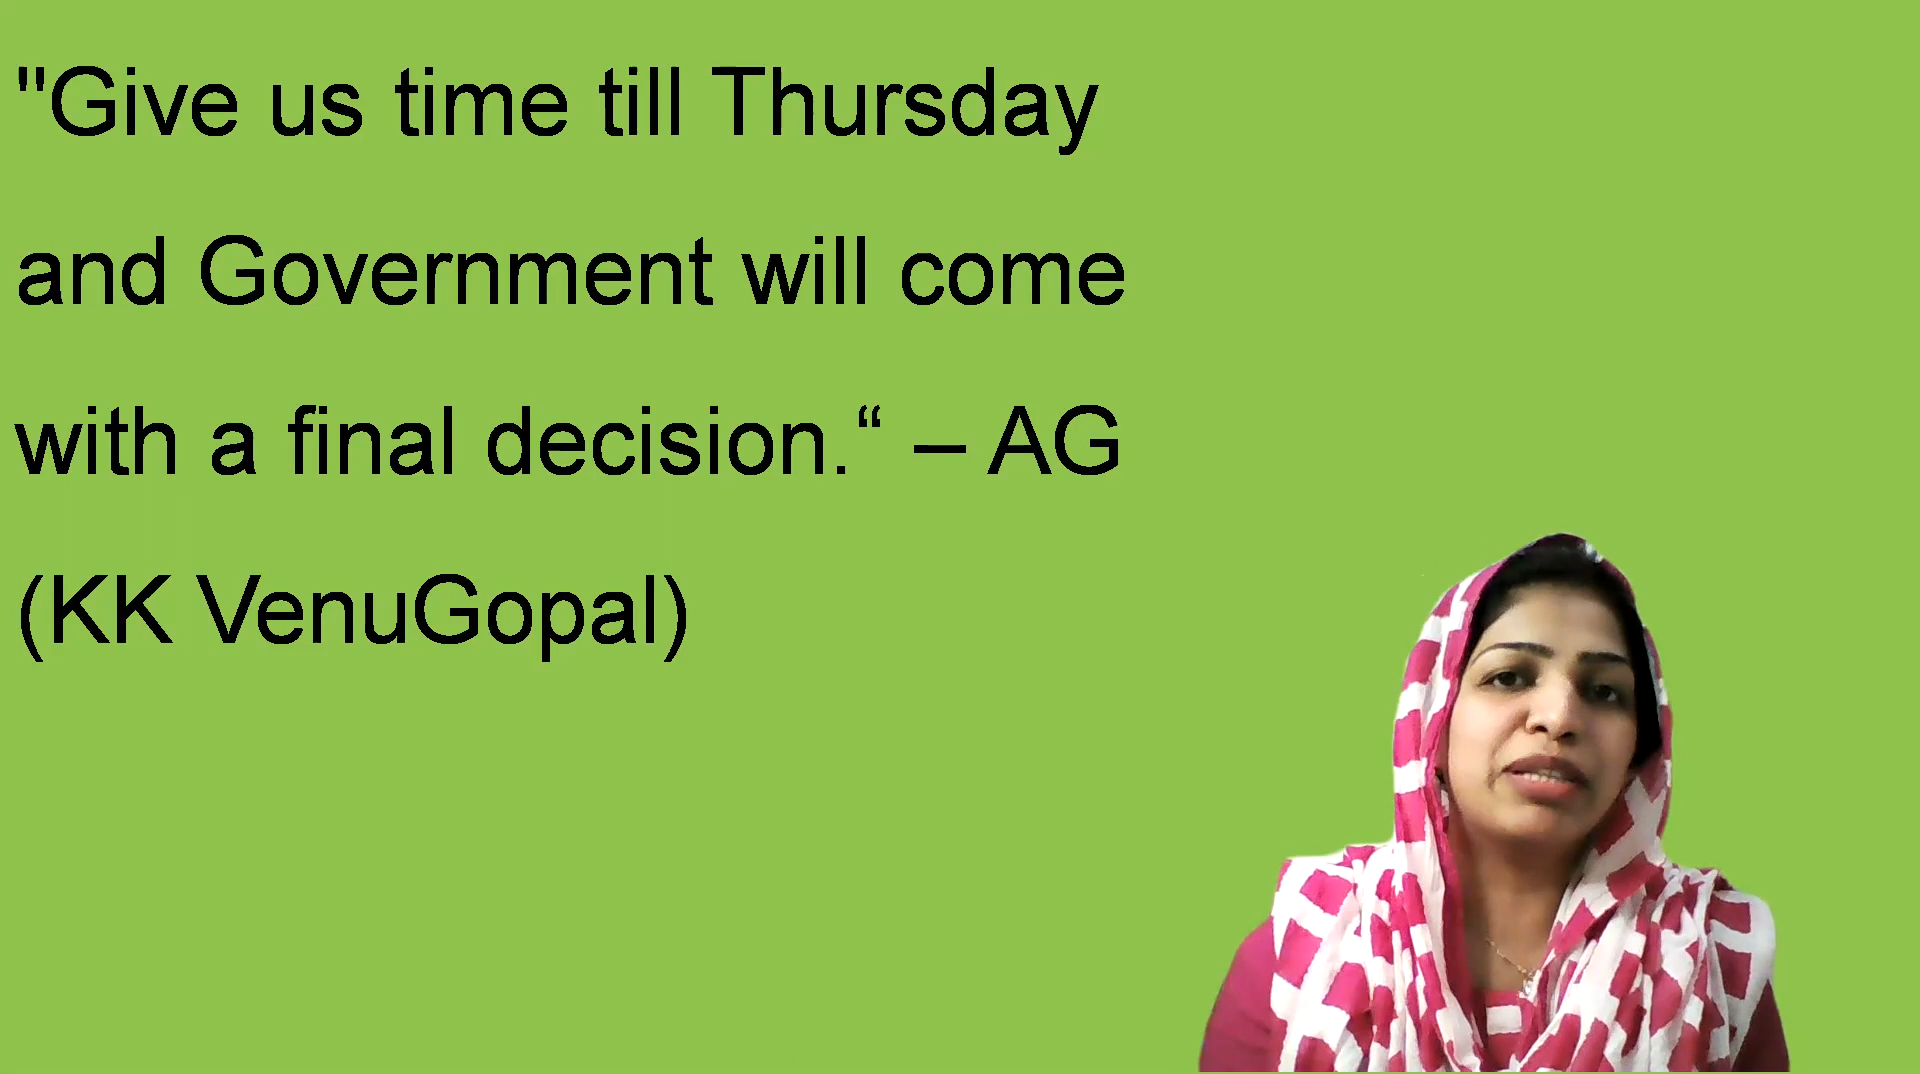 "Give us time till Thursday
and Government will come
with a final decision.“ – AG
(KK VenuGopal)